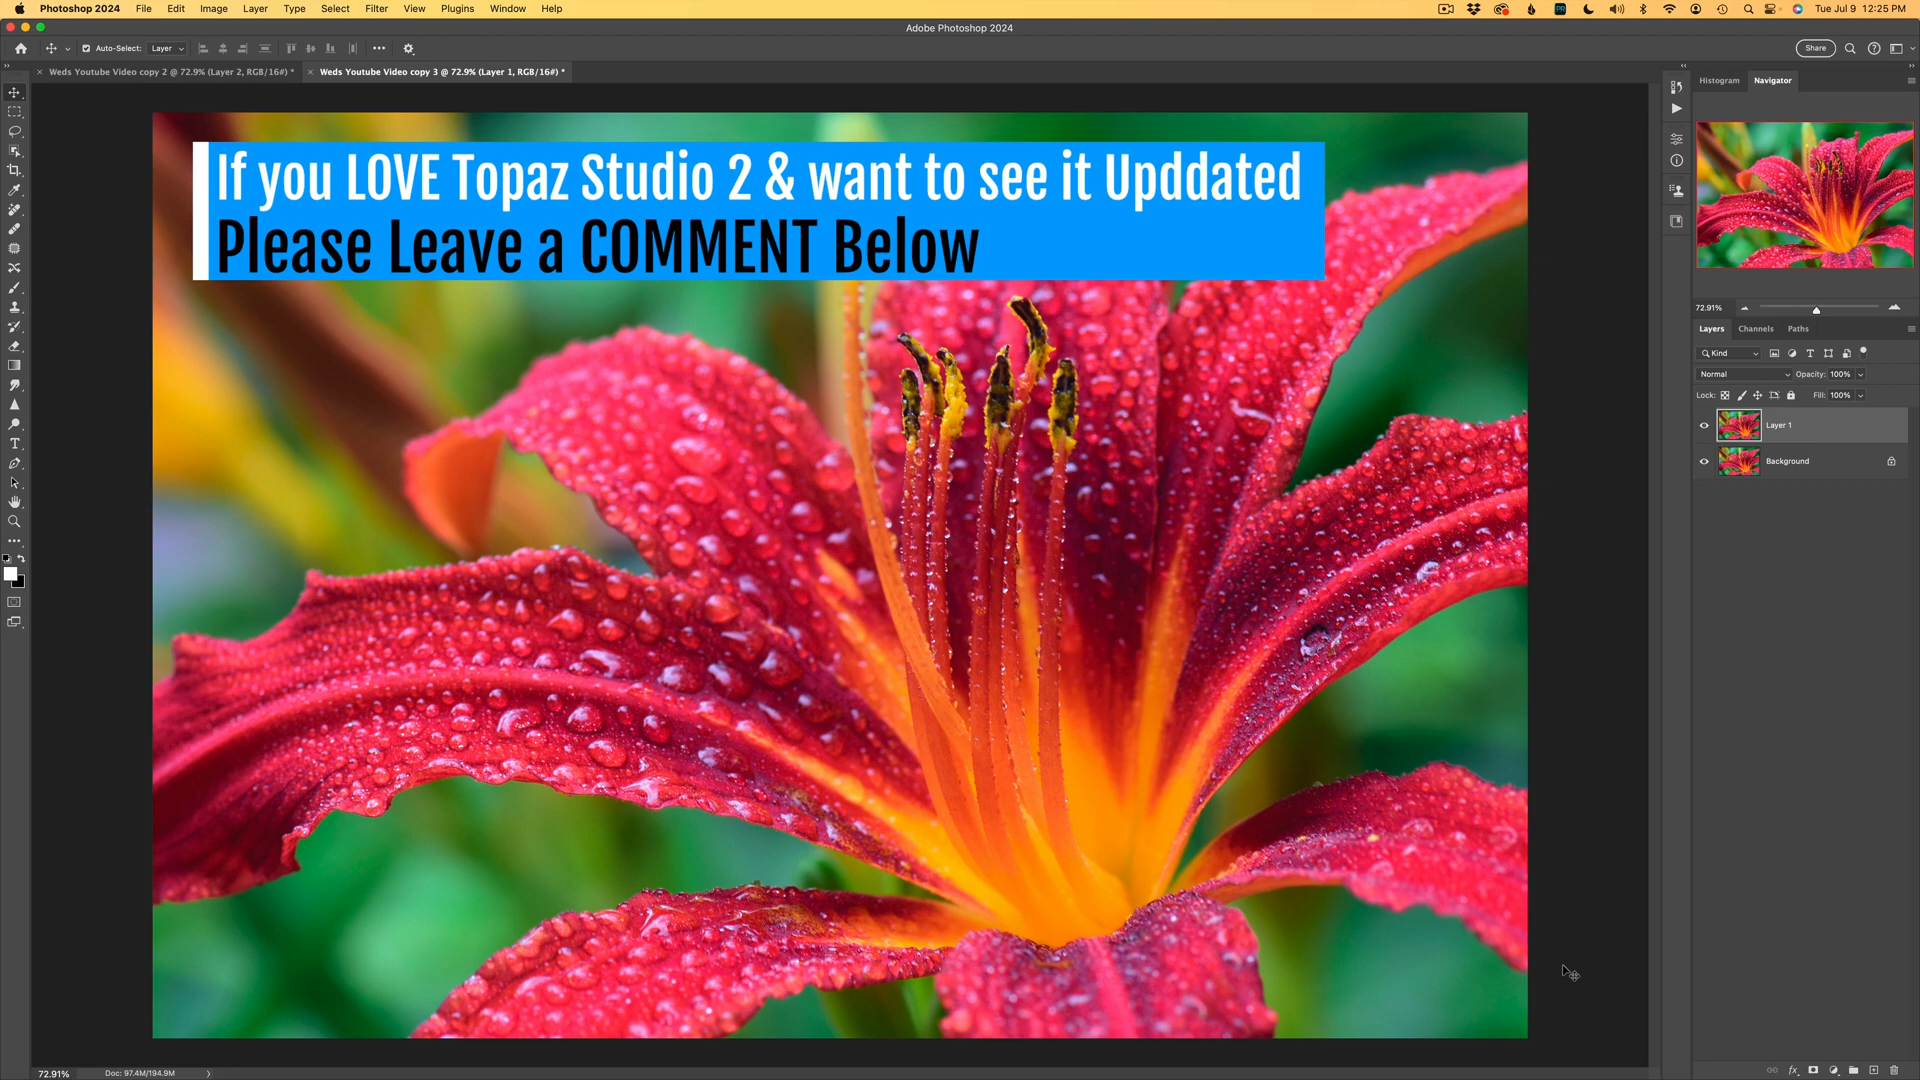 Photoshop 2024 File Edit Image Layer Type Select Filter View Plugins Window Help Tue Jul 9 12:25 PM
Adobe Photoshop 2024
Auto-Select: Layer Share
Weds Youtube Video copy 2 @ 72.9% (Layer 2, RGB/16#) * Weds Youtube Video copy 3 @ 72.9% (Layer 1, RGB/16#) *
Histogram Navigator
If you LOVE Topaz Studio 2 & want to see it Upddated
Please Leave a COMMENT Below
72.91%
Layers Channels Paths
Kind
Normal Opacity: 100%
Lock: Fill: 100%
Layer 1
Background
72.91% Doc: 97.4M/194.9M